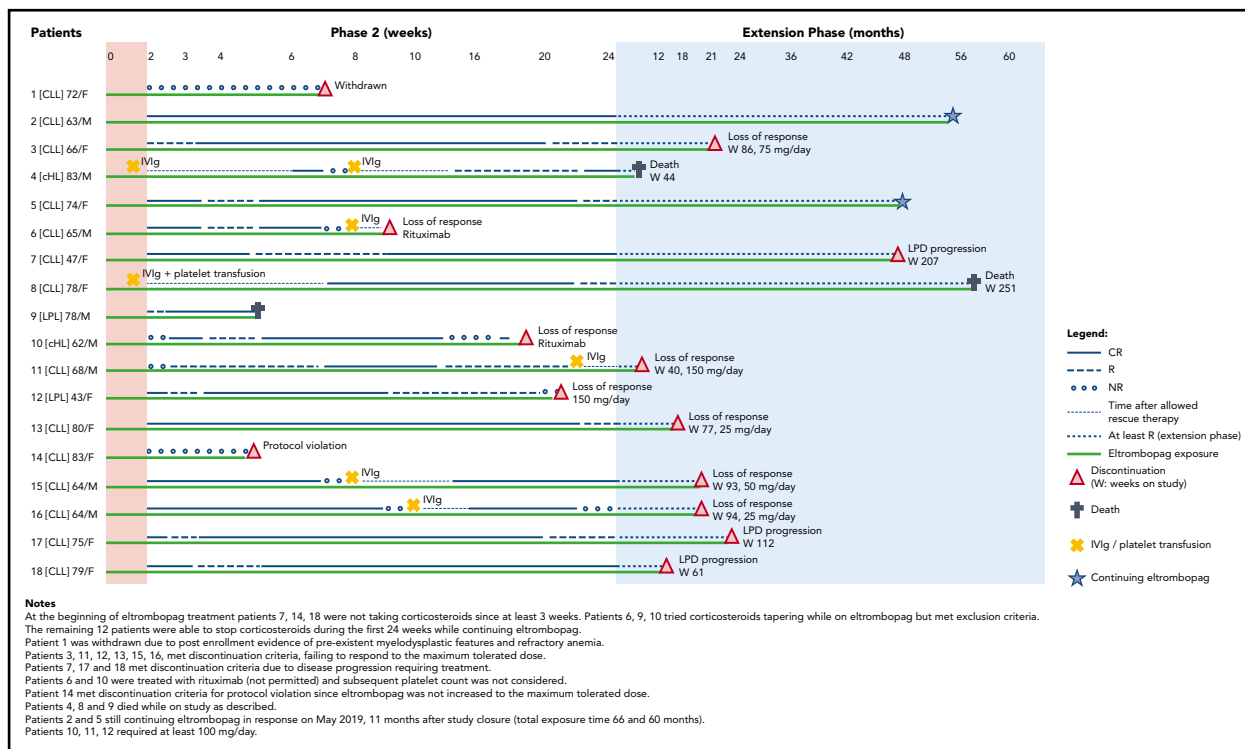 Patients
Phase 2 (weeks)
Extension Phase (months)
0 2 3 4 6 8 10 16 20 24 12 18 21 24 36 42 48 56 60
1 [CLL] 72/F
Withdrawn
2 [CLL] 63/M
3 [CLL] 66/F
Loss of response
W 86, 75 mg/day
4 [cHL] 83/M
IVIg
IVIg
Death
W 44
5 [CLL] 74/F
6 [CLL] 65/M
IVIg
Loss of response
Rituximab
7 [CLL] 47/F
LPD progression
W 207
8 [CLL] 78/F
IVIg + platelet transfusion
Death
W 251
9 [LPL] 78/M
10 [cHL] 62/M
Loss of response
Rituximab
11 [CLL] 68/M
IVIg
Loss of response
W 40, 150 mg/day
12 [LPL] 43/F
Loss of response
150 mg/day
13 [CLL] 80/F
Loss of response
W 77, 25 mg/day
14 [CLL] 83/F
Protocol violation
15 [CLL] 64/M
IVIg
Loss of response
W 93, 50 mg/day
16 [CLL] 64/M
IVIg
Loss of response
W 94, 25 mg/day
17 [CLL] 75/F
LPD progression
W 112
18 [CLL] 79/F
LPD progression
W 61
Legend:
CR
R
NR
Time after allowed
rescue therapy
At least R (extension phase)
Eltrombopag exposure
Discontinuation
(W: weeks on study)
Death
IVIg / platelet transfusion
Continuing eltrombopag
Notes
At the beginning of eltrombopag treatment patients 7, 14, 18 were not taking corticosteroids since at least 3 weeks. Patients 6, 9, 10 tried corticosteroids tapering while on eltrombopag but met exclusion criteria.
The remaining 12 patients were able to stop corticosteroids during the first 24 weeks while continuing eltrombopag.
Patient 1 was withdrawn due to post enrollment evidence of pre-existent myelodysplastic features and refractory anemia.
Patients 3, 11, 12, 13, 15, 16, met discontinuation criteria, failing to respond to the maximum tolerated dose.
Patients 7, 17 and 18 met discontinuation criteria due to disease progression requiring treatment.
Patients 6 and 10 were treated with rituximab (not permitted) and subsequent platelet count was not considered.
Patient 14 met discontinuation criteria for protocol violation since eltrombopag was not increased to the maximum tolerated dose.
Patients 4, 8 and 9 died while on study as described.
Patients 2 and 5 still continuing eltrombopag in response on May 2019, 11 months after study closure (total exposure time 66 and 60 months).
Patients 10, 11, 12 required at least 100 mg/day.